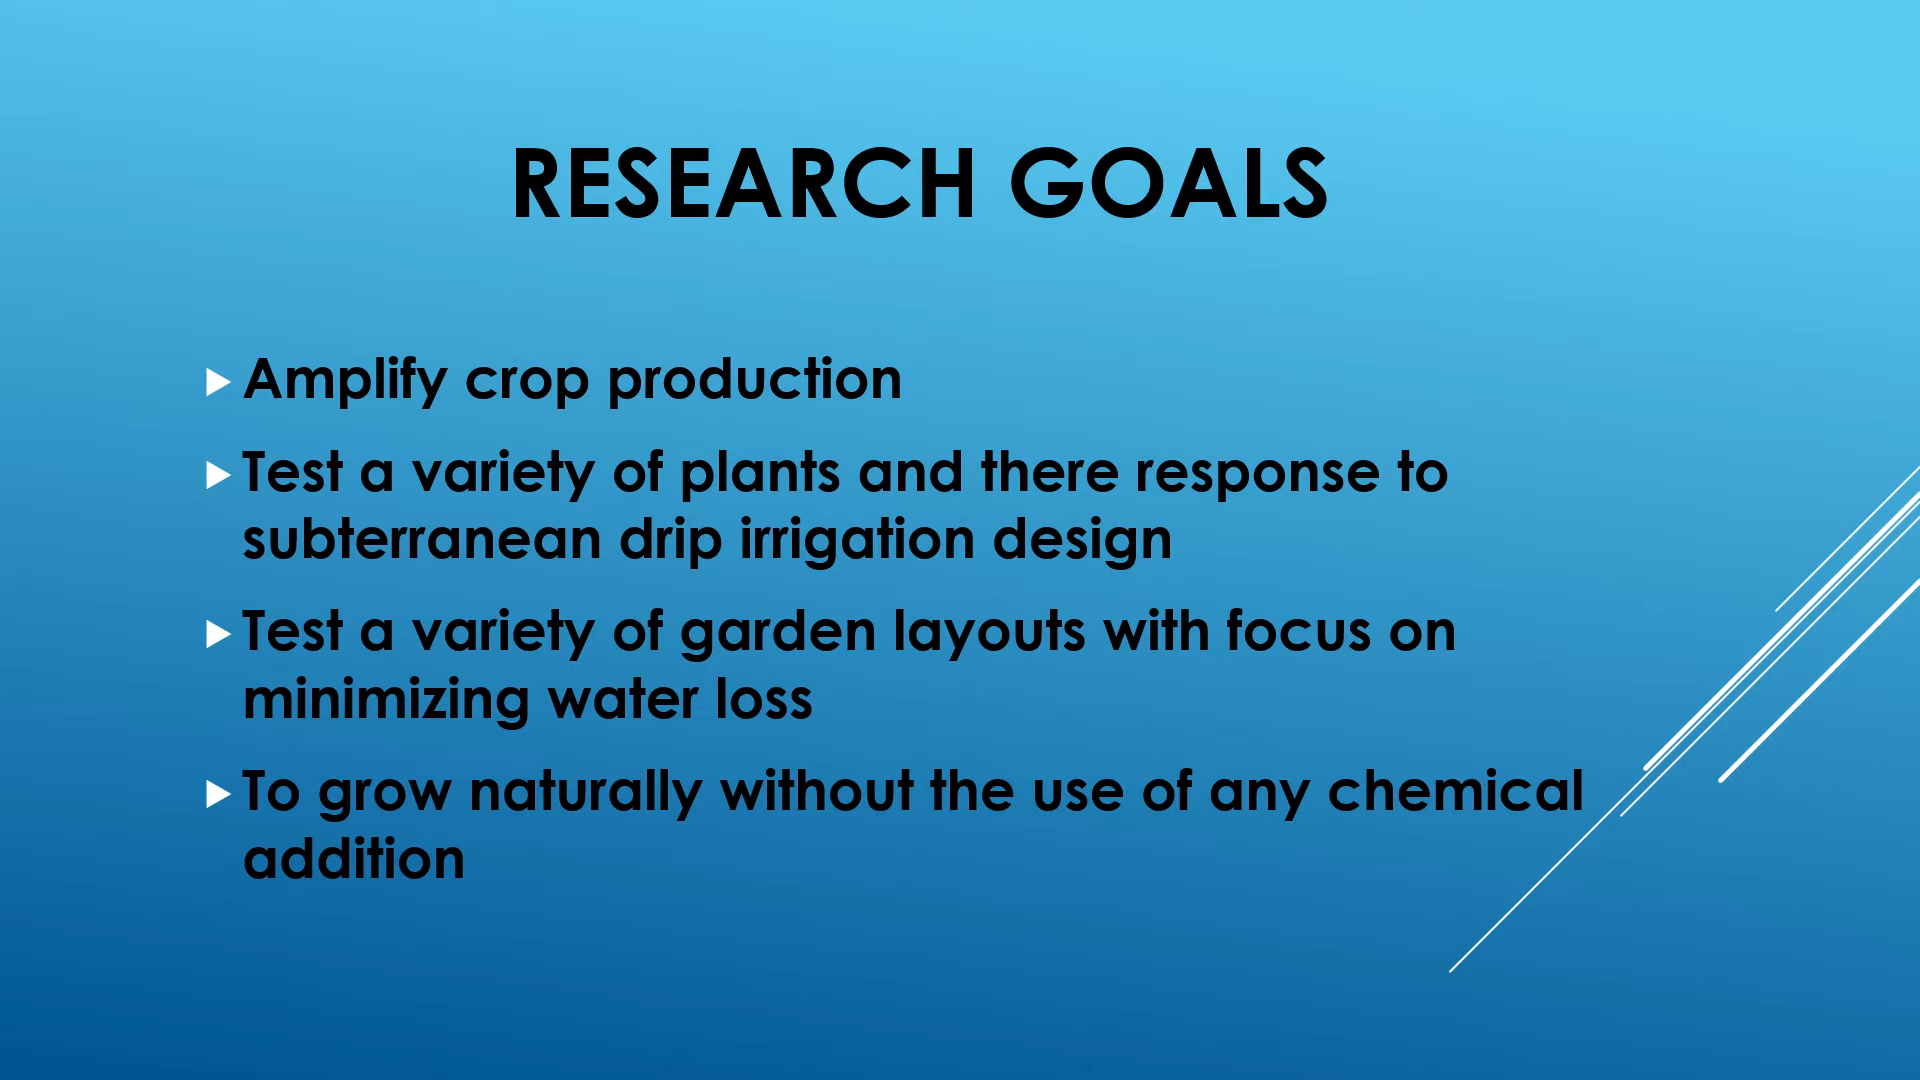 RESEARCH GOALS
Amplify crop production
Test a variety of plants and there response to
subterranean drip irrigation design
Test a variety of garden layouts with focus on
minimizing water loss
To grow naturally without the use of any chemical
addition